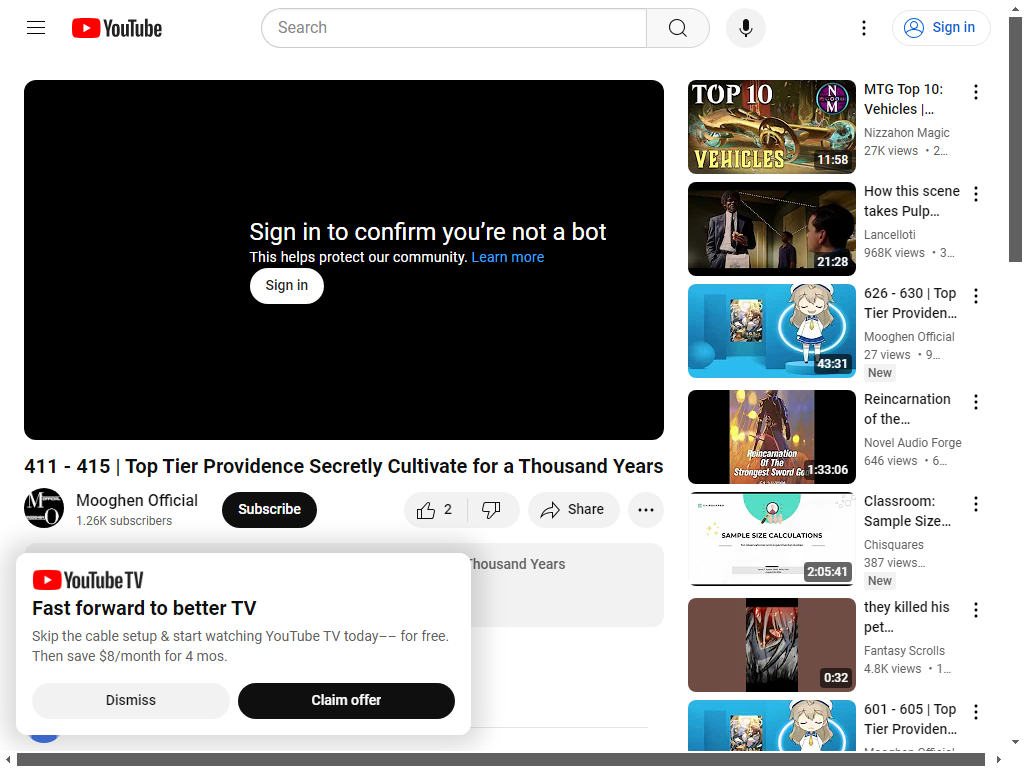 YouTube
Search
Sign in
Sign in to confirm you’re not a bot
This helps protect our community. Learn more
Sign in
411 - 415 | Top Tier Providence Secretly Cultivate for a Thousand Years
Mooghen Official
1.26K subscribers
Subscribe
2
Share
Thousand Years
YouTube TV
Fast forward to better TV
Skip the cable setup & start watching YouTube TV today–– for free.
Then save $8/month for 4 mos.
Dismiss
Claim offer
TOP 10
N
M
VEHICLES
11:58
MTG Top 10:
Vehicles |…
Nizzahon Magic
27K views • 2…
21:28
How this scene
takes Pulp…
Lancelloti
968K views • 3…
43:31
626 - 630 | Top
Tier Providen…
Mooghen Official
27 views • 9…
New
Reincarnation
Of The
Strongest Sword God
1:33:06
Reincarnation
of the…
Novel Audio Forge
646 views • 6…
SAMPLE SIZE CALCULATIONS
2:05:41
Classroom:
Sample Size…
Chisquares
387 views…
New
0:32
they killed his
pet…
Fantasy Scrolls
4.8K views • 1…
601 - 605 | Top
Tier Providen…
Mooghen Official